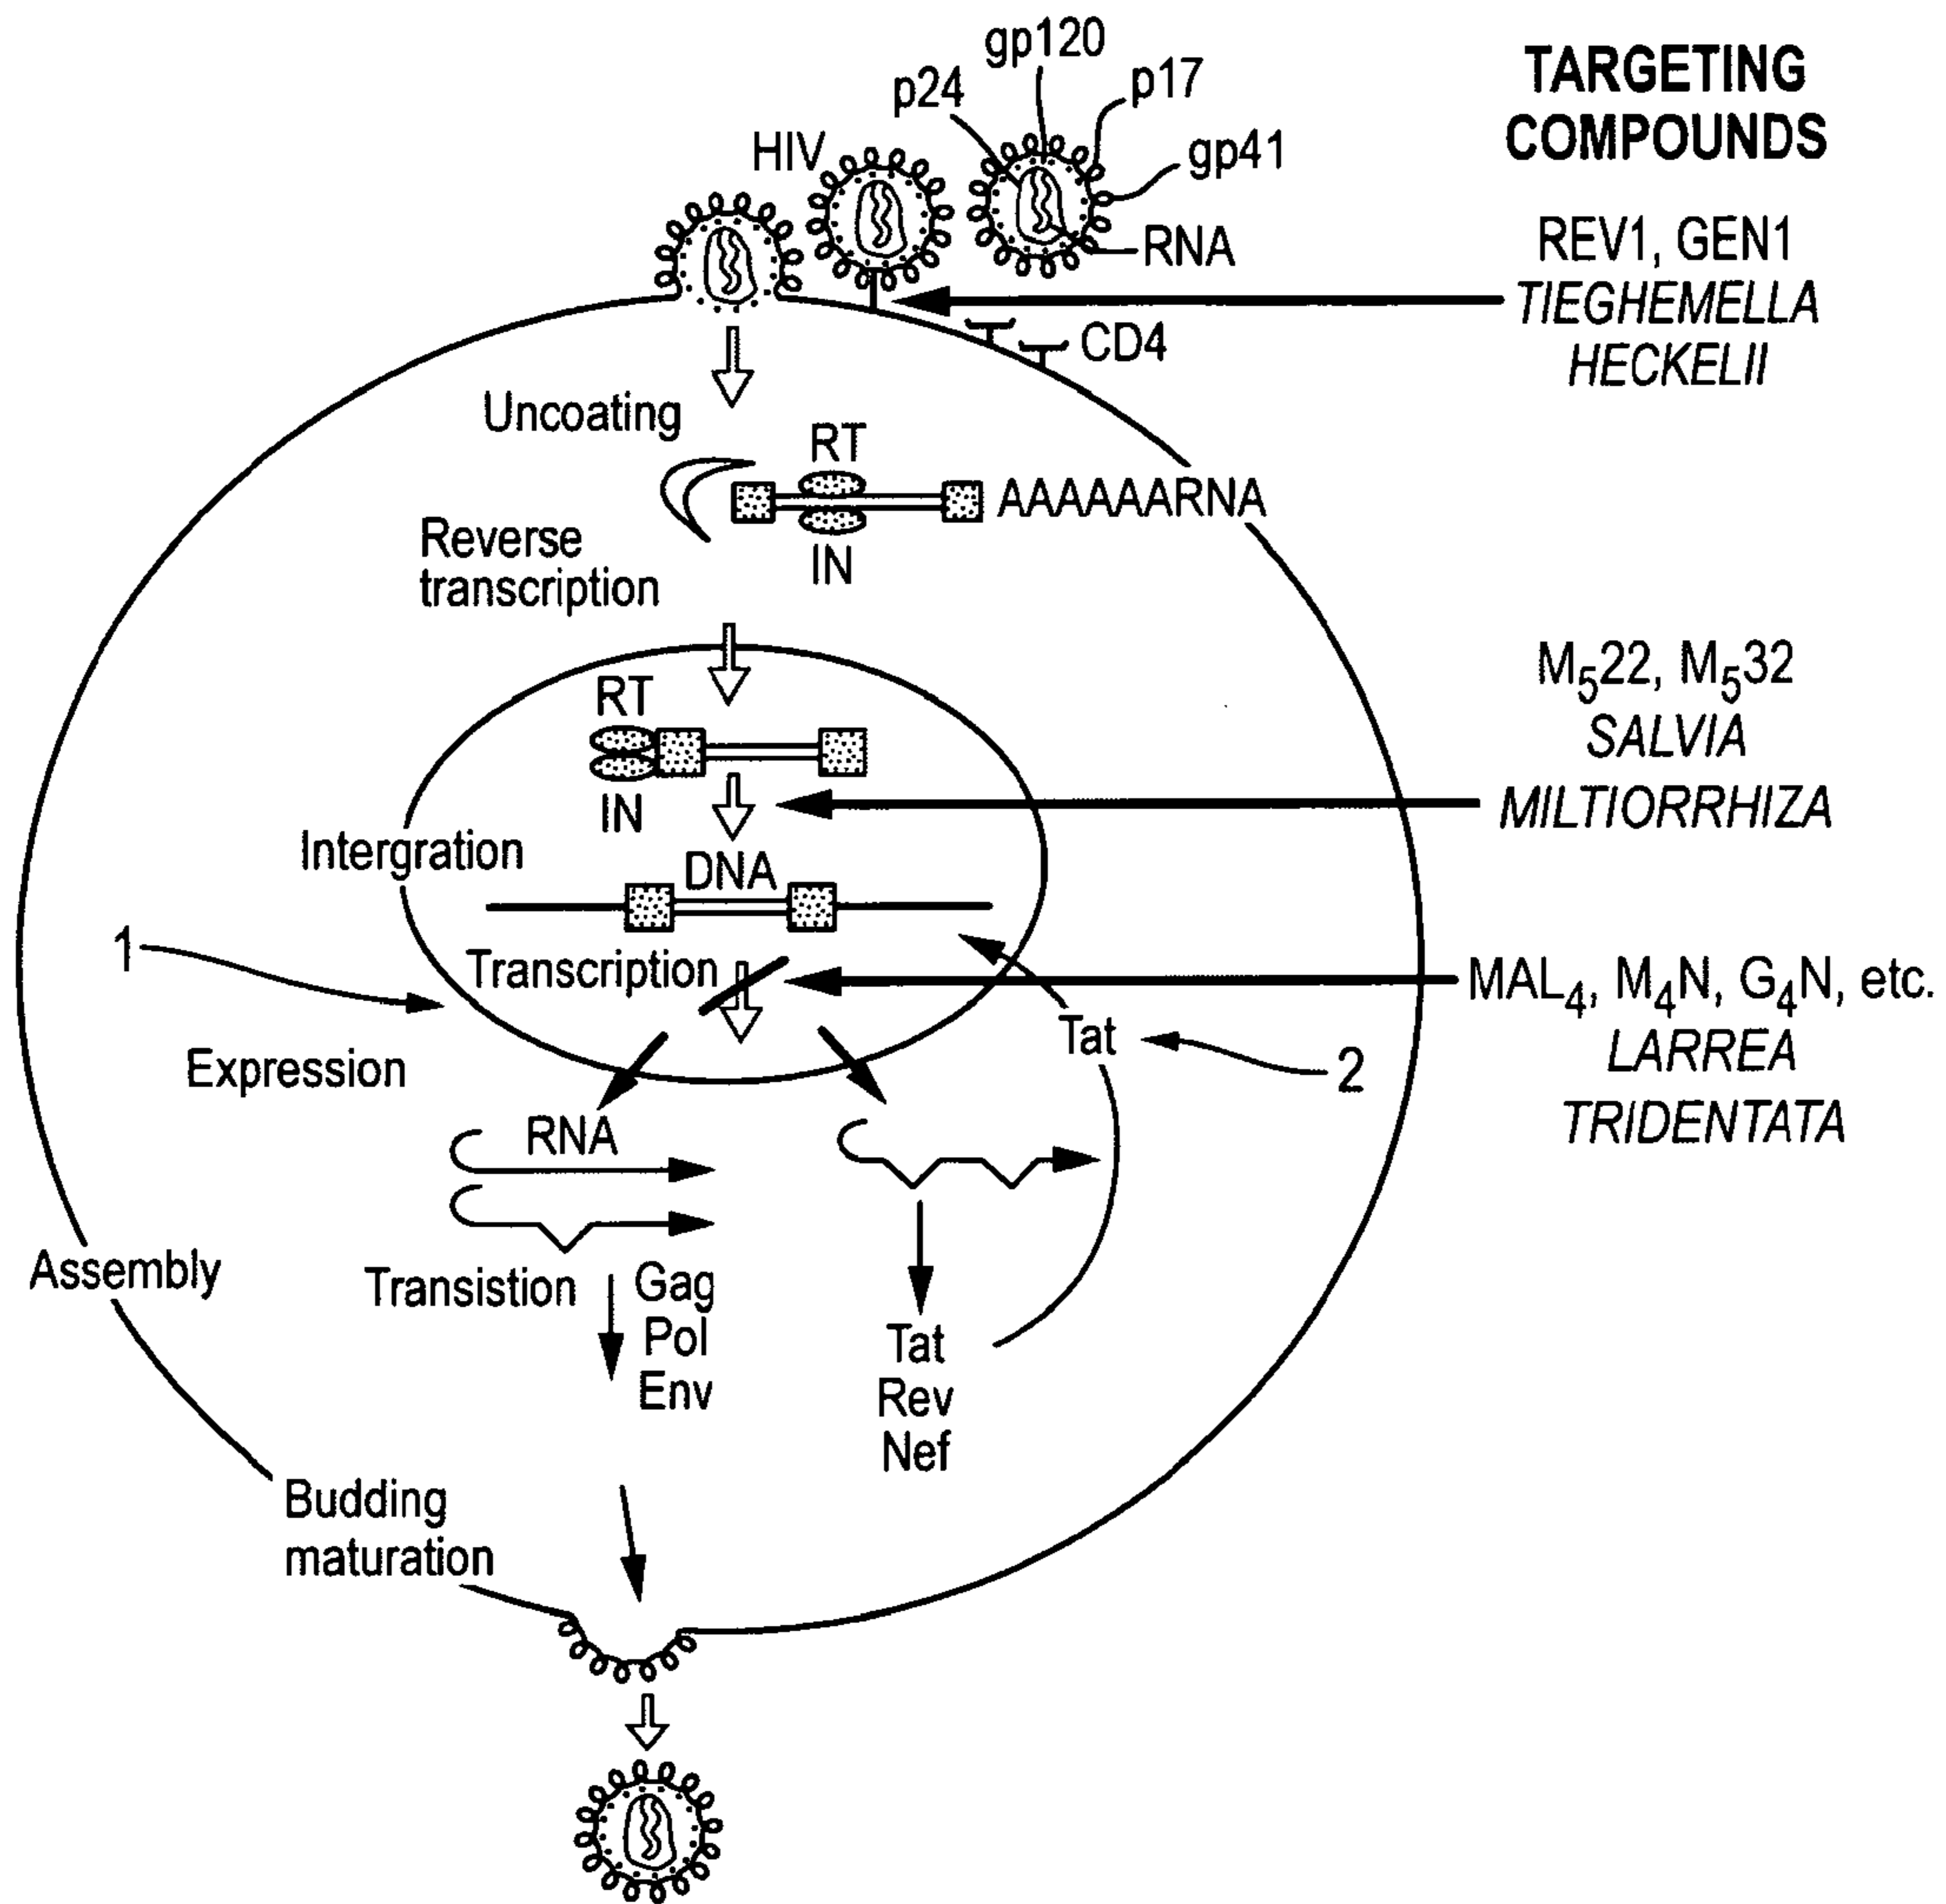 gp120
p24
p17
HIV
gp41
RNA
TARGETING
COMPOUNDS
REV1, GEN1
TIEGHEMELLA
HECKELII
CD4
Uncoating
RT
AAAAAARNA
IN
Reverse
transcription
M₅22, M₅32
SALVIA
MILTIORRHIZA
RT
IN
Intergration
DNA
1
Transcription
MAL₄, M₄N, G₄N, etc.
LARREA
TRIDENTATA
Tat
2
Expression
RNA
Assembly
Transistion
Gag
Pol
Env
Tat
Rev
Nef
Budding
maturation